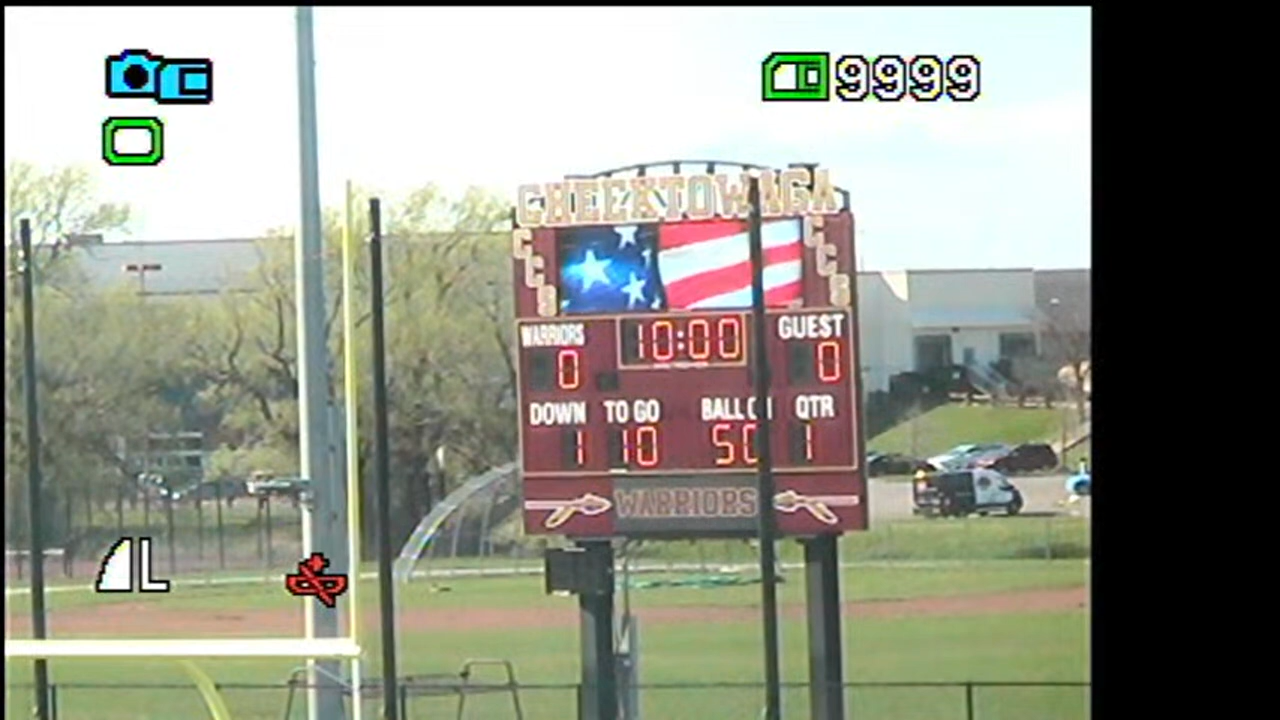 9999
CHEEKTOWAGA
CCS CCS
WARRIORS 10:00 GUEST
0 0
DOWN TO GO BALL ON QTR
1 10 50 1
WARRIORS
L